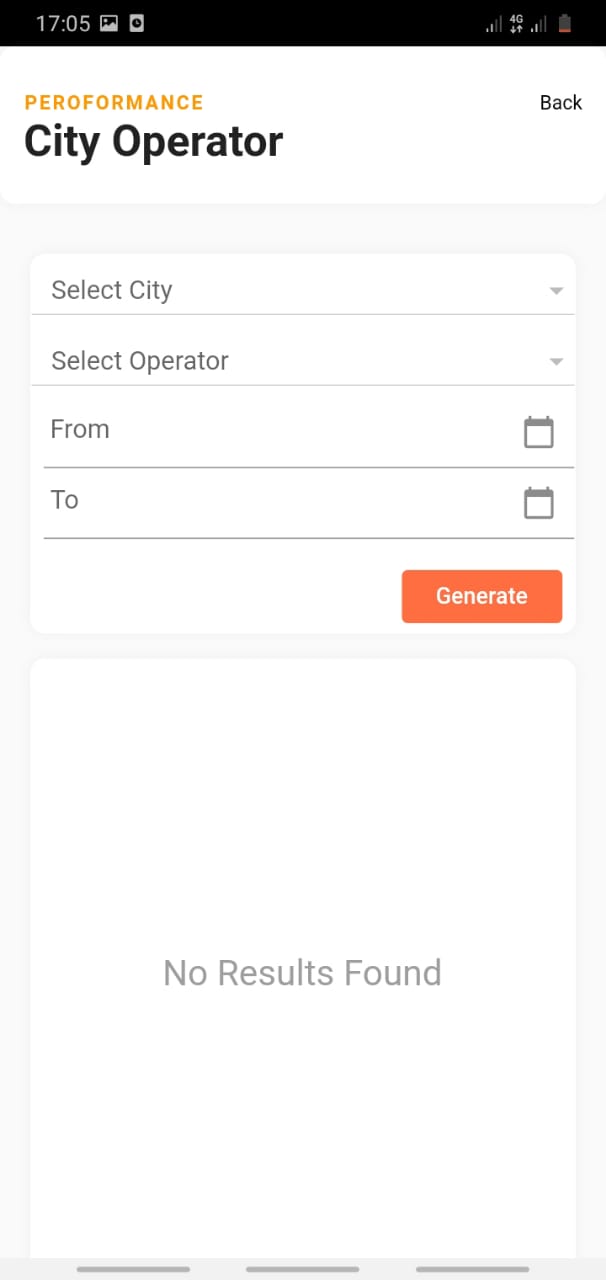 17:05
4G
PEROFORMANCE
Back
City Operator
Select City
Select Operator
From
To
Generate
No Results Found